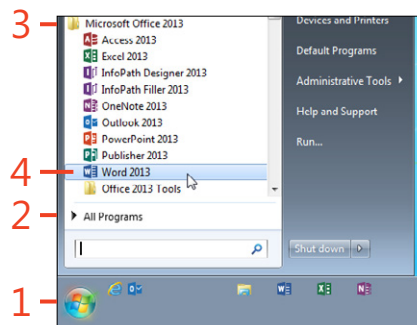 3
Microsoft Office 2013
Access 2013
Excel 2013
InfoPath Designer 2013
InfoPath Filler 2013
OneNote 2013
Outlook 2013
PowerPoint 2013
Publisher 2013
4
Word 2013
Office 2013 Tools
2
All Programs
Devices and Printers
Default Programs
Administrative Tools
Help and Support
Run...
Shut down
1